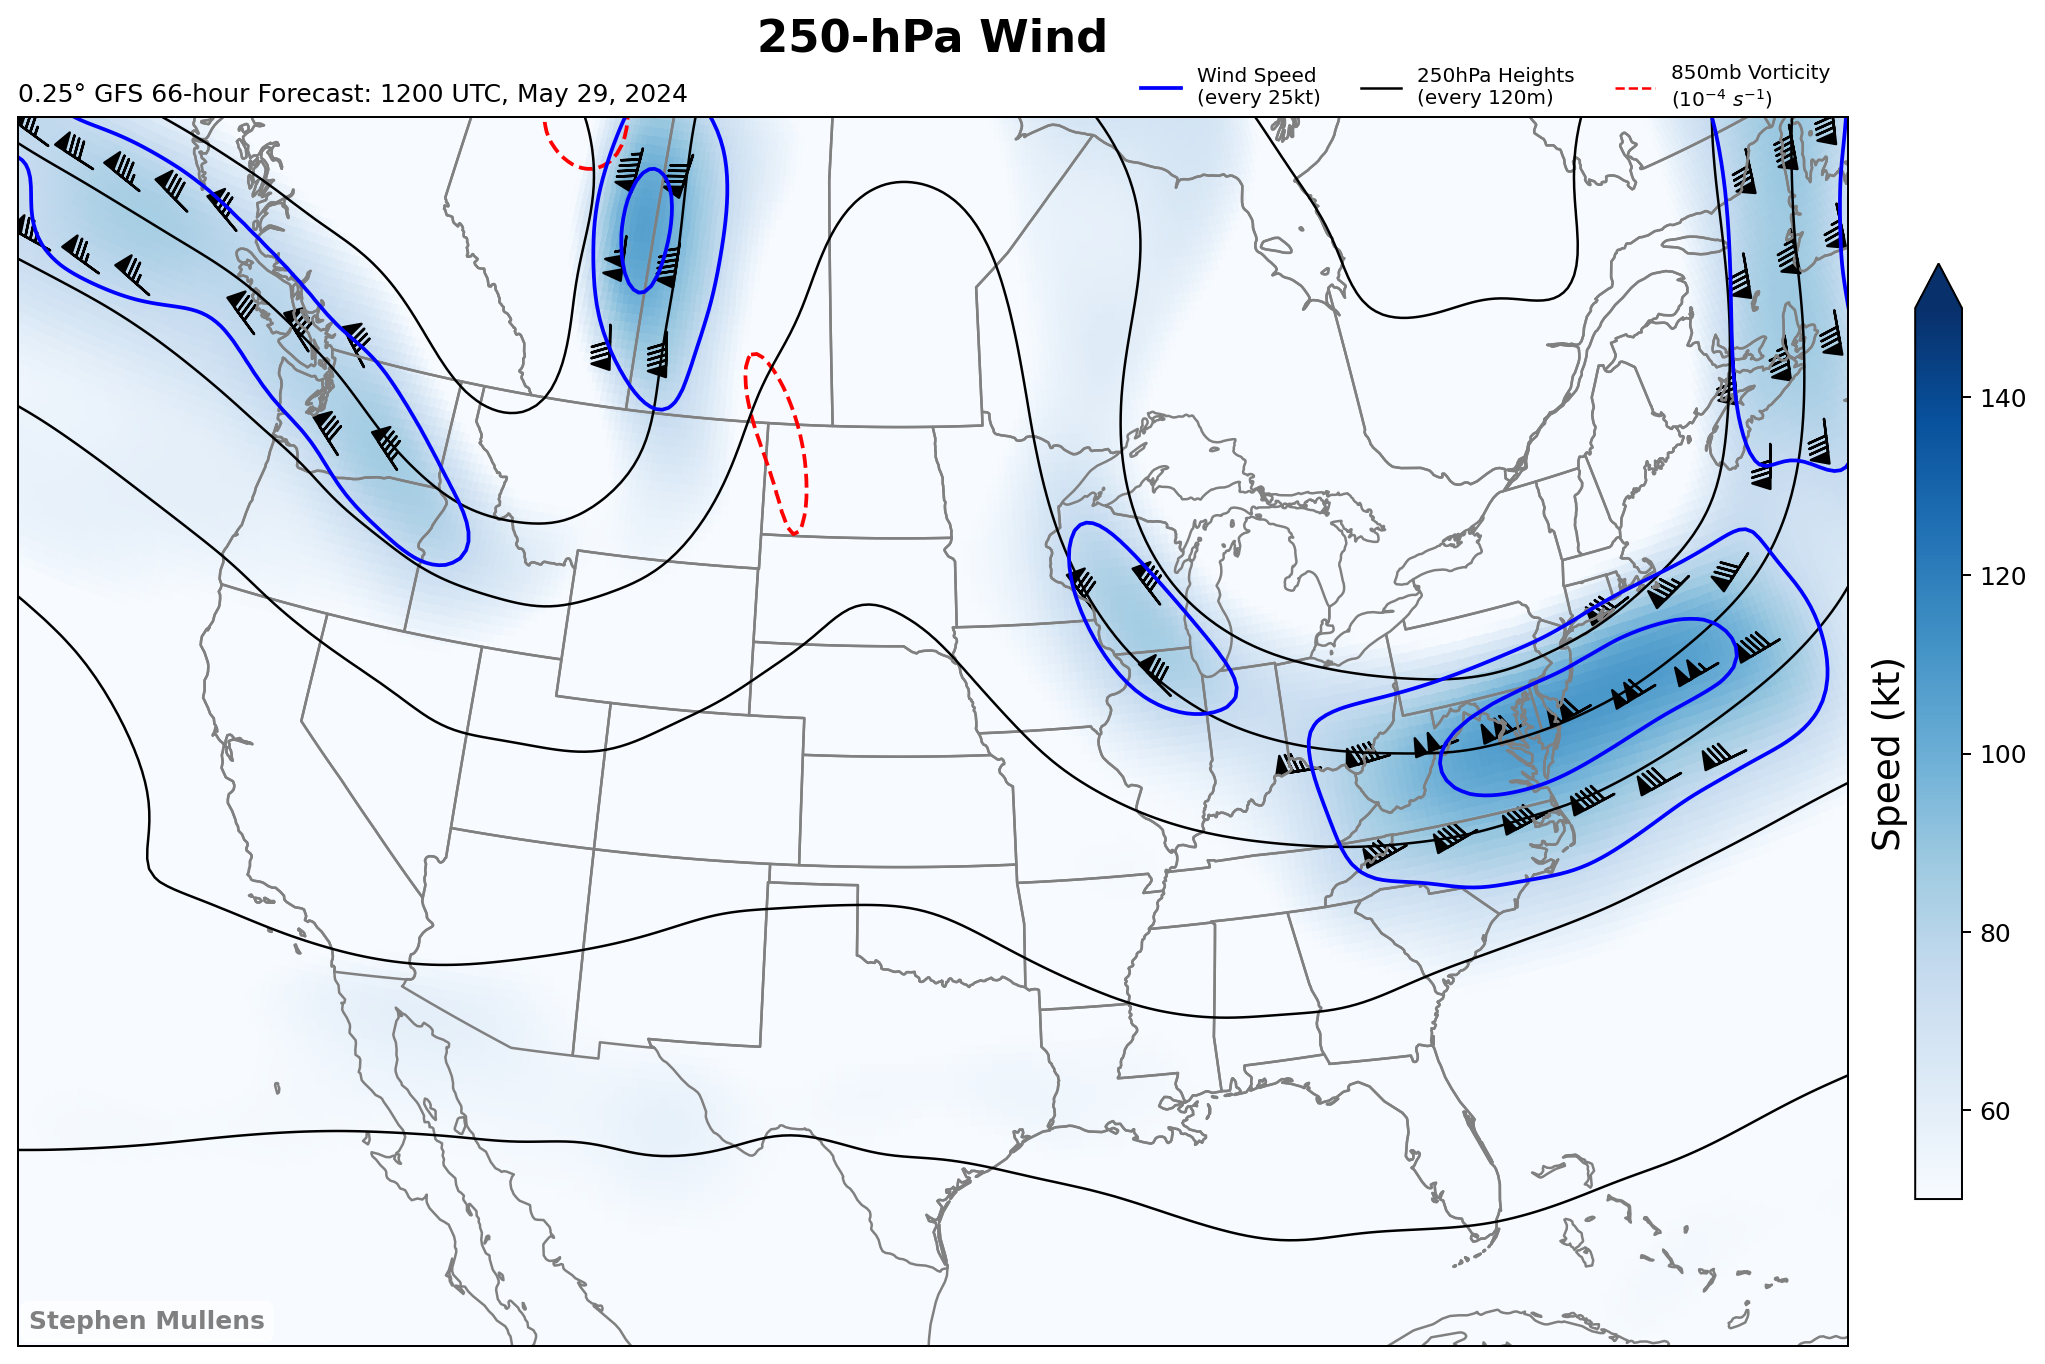 250-hPa Wind
0.25° GFS 66-hour Forecast: 1200 UTC, May 29, 2024
Wind Speed
(every 25kt)
250hPa Heights
(every 120m)
850mb Vorticity
(10⁻⁴ s⁻¹)
140
120
100
80
60
Speed (kt)
Stephen Mullens